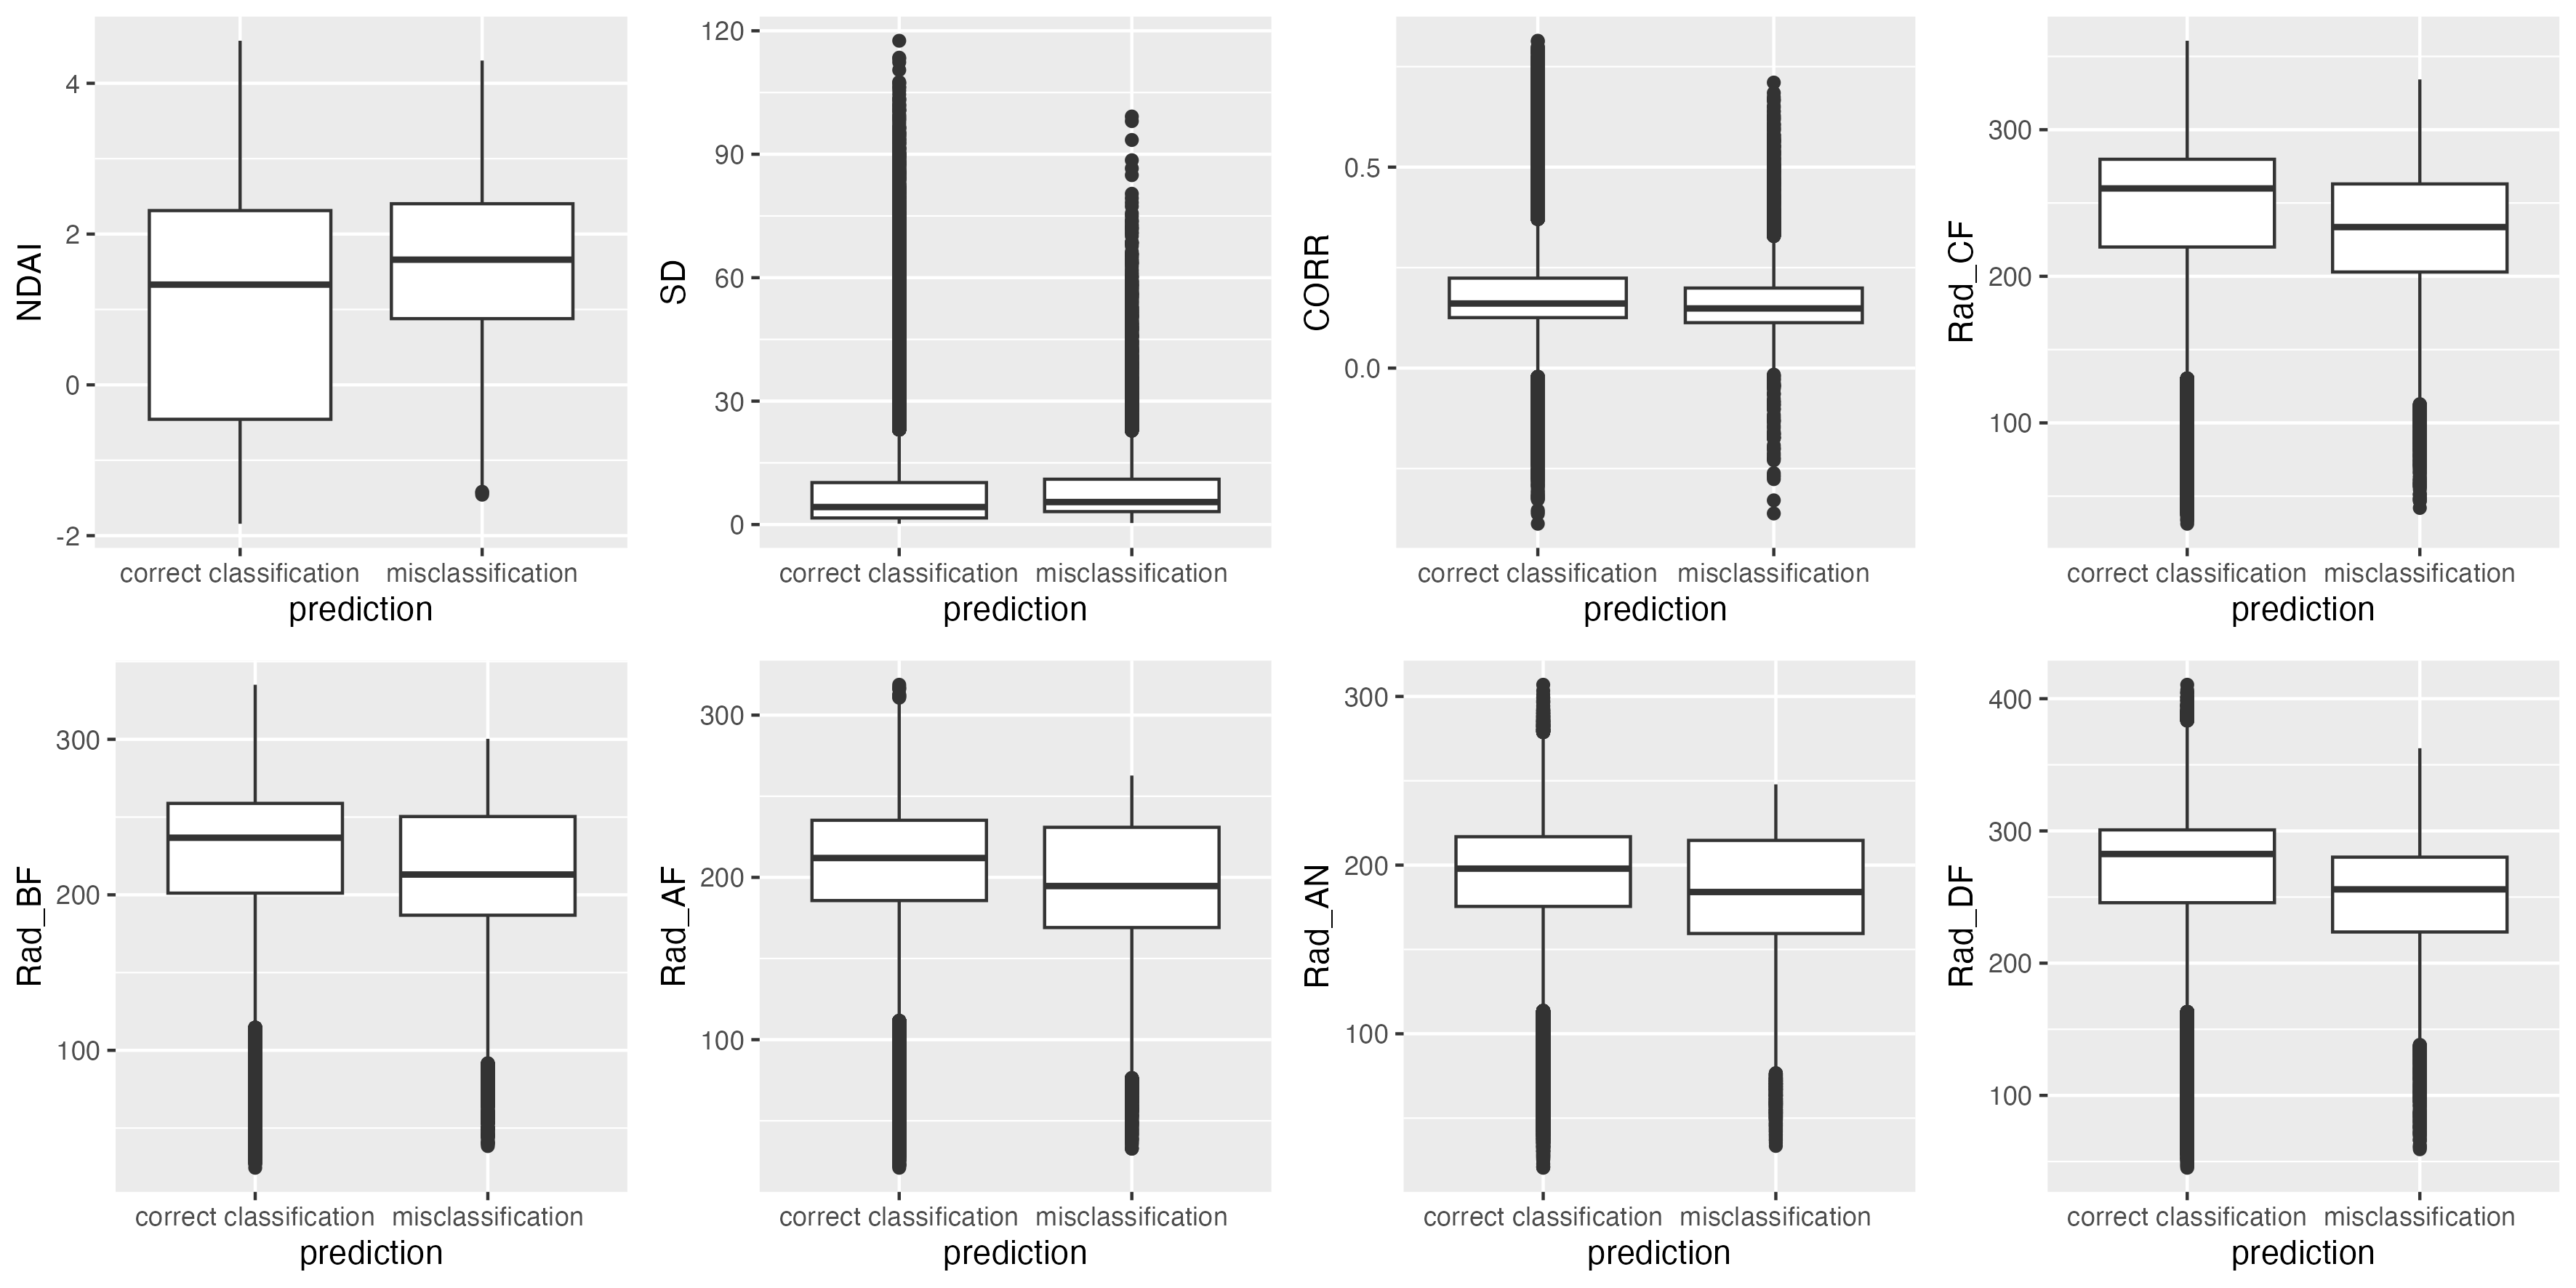 NDAI
4
2
0
-2
correct classification misclassification
prediction
SD
120
90
60
30
0
correct classification misclassification
prediction
CORR
0.5
0.0
correct classification misclassification
prediction
Rad_CF
300
200
100
correct classification misclassification
prediction
Rad_BF
300
200
100
correct classification misclassification
prediction
Rad_AF
300
200
100
correct classification misclassification
prediction
Rad_AN
300
200
100
correct classification misclassification
prediction
Rad_DF
400
300
200
100
correct classification misclassification
prediction